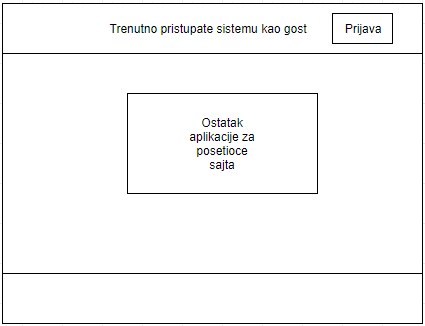 Trenutno pristupate sistemu kao gost
Prijava
Ostatak
aplikacije za
posetioce
sajta